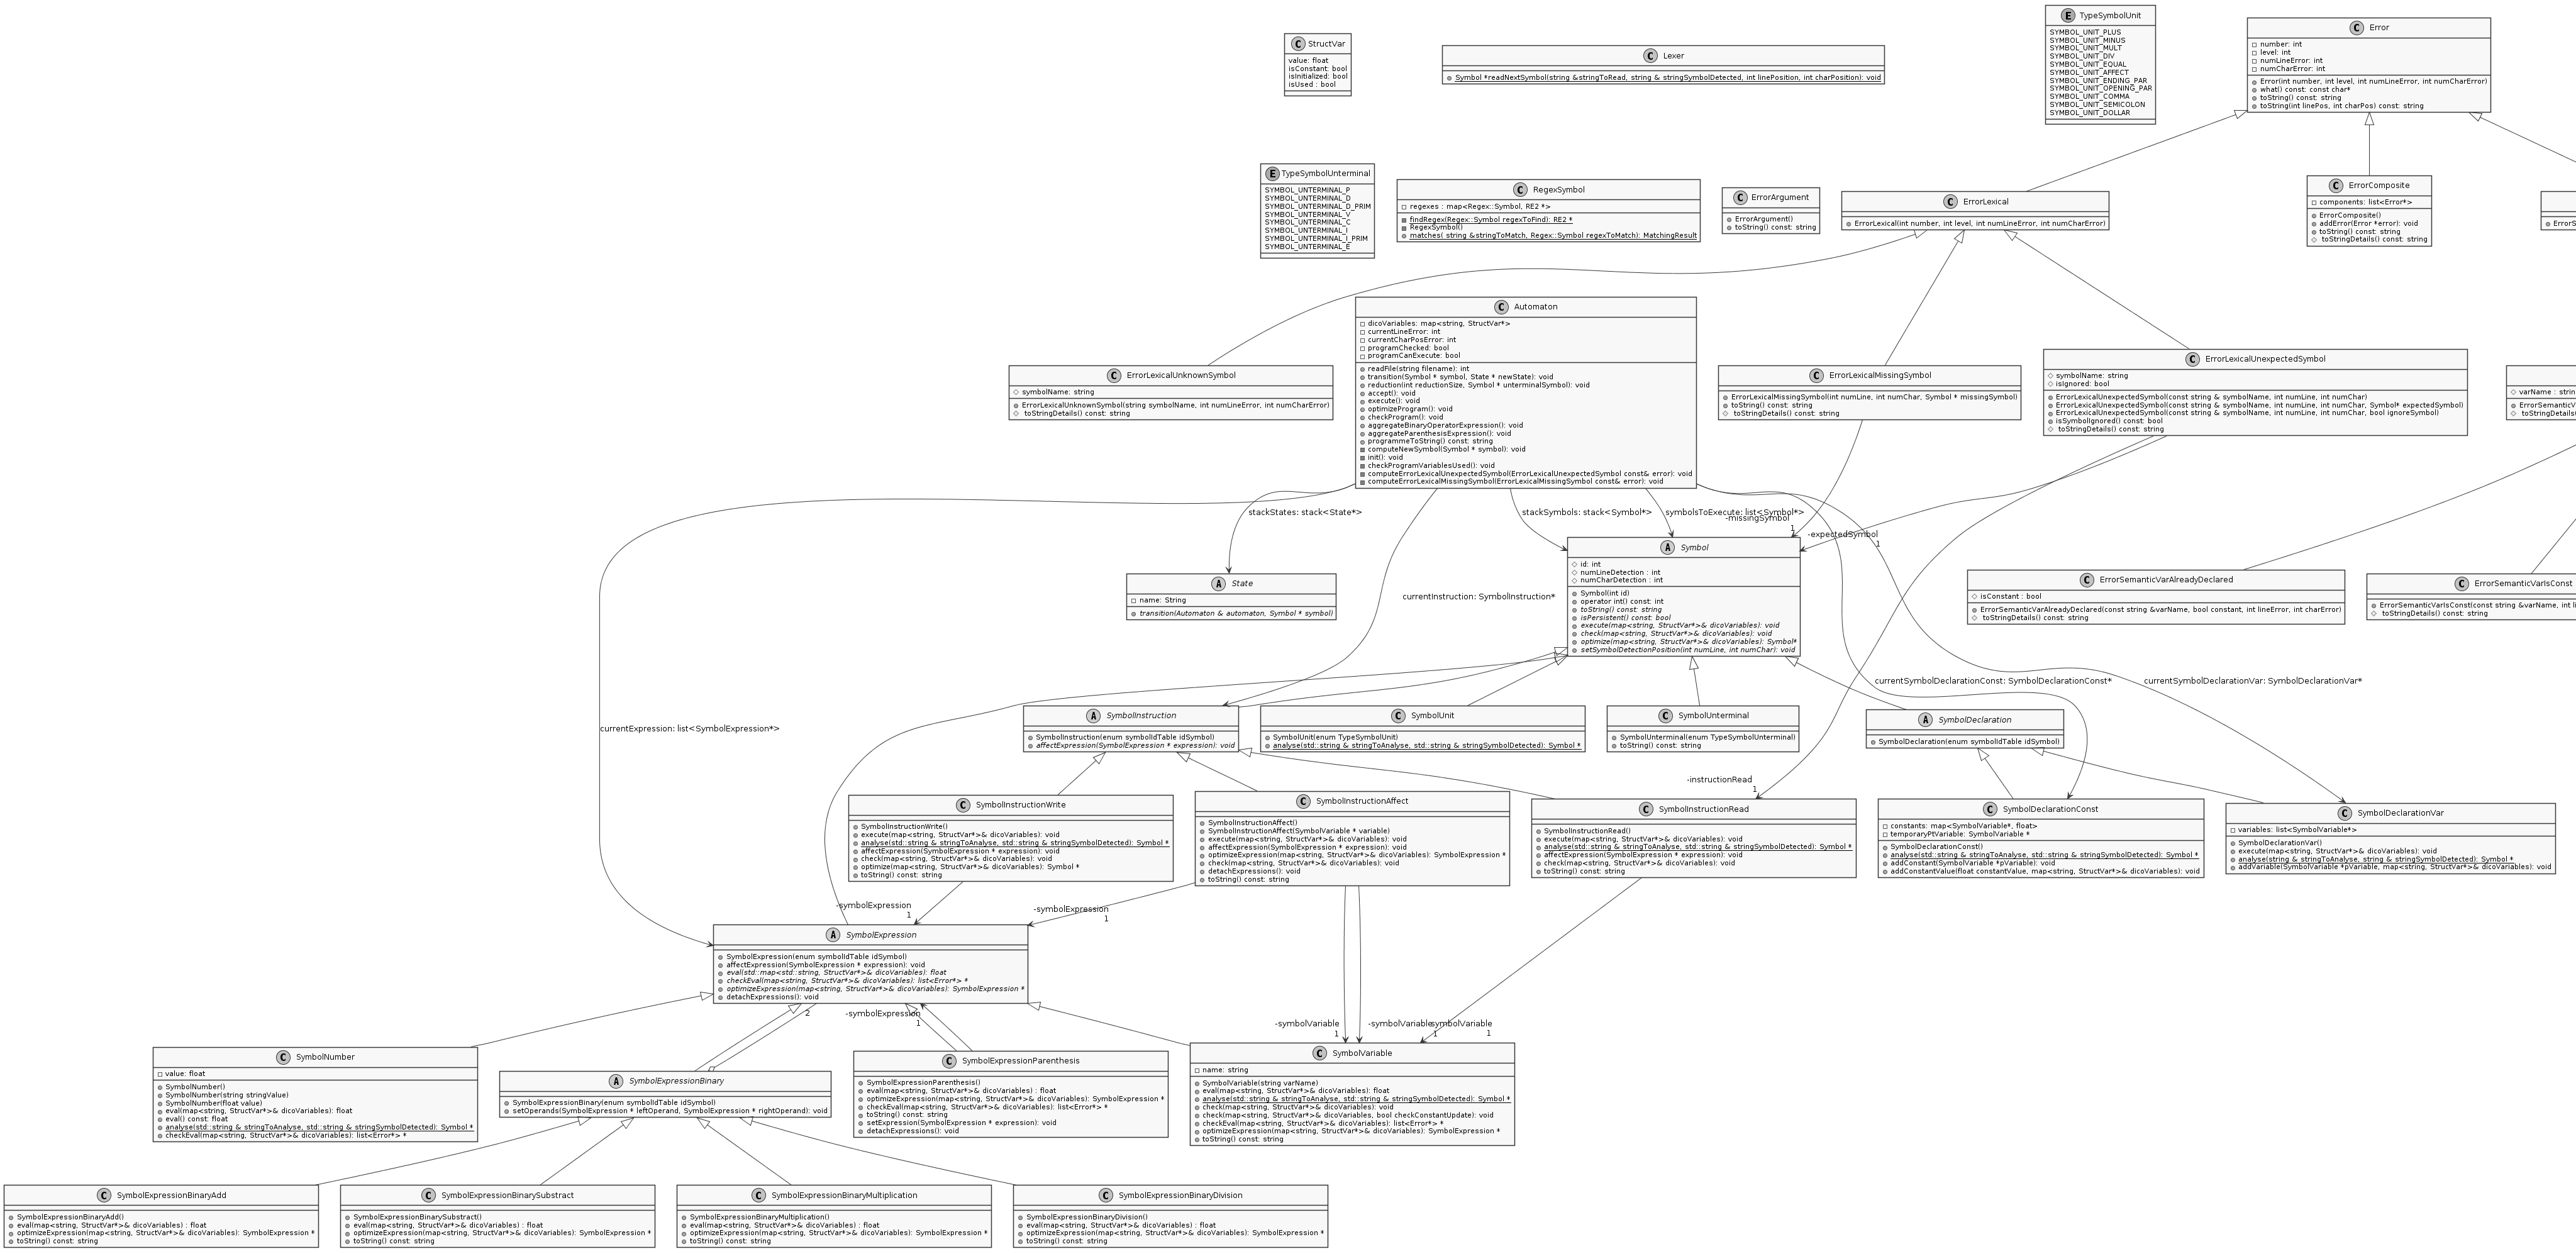 StructVar
value: float
isConstant: bool
isInitialized: bool
isUsed : bool
Lexer
Symbol *readNextSymbol(string &stringToRead, string & stringSymbolDetected, int linePosition, int charPosition): void
TypeSymbolUnit
SYMBOL_UNIT_PLUS
SYMBOL_UNIT_MINUS
SYMBOL_UNIT_MULT
SYMBOL_UNIT_DIV
SYMBOL_UNIT_EQUAL
SYMBOL_UNIT_AFFECT
SYMBOL_UNIT_ENDING_PAR
SYMBOL_UNIT_OPENING_PAR
SYMBOL_UNIT_COMMA
SYMBOL_UNIT_SEMICOLON
SYMBOL_UNIT_DOLLAR
Error
number: int
level: int
numLineError: int
numCharError: int
Error(int number, int level, int numLineError, int numCharError)
what() const: const char*
toString() const: string
toString(int linePos, int charPos) const: string
TypeSymbolUnterminal
SYMBOL_UNTERMINAL_P
SYMBOL_UNTERMINAL_D
SYMBOL_UNTERMINAL_D_PRIM
SYMBOL_UNTERMINAL_V
SYMBOL_UNTERMINAL_C
SYMBOL_UNTERMINAL_I
SYMBOL_UNTERMINAL_I_PRIM
SYMBOL_UNTERMINAL_E
RegexSymbol
regexes : map<Regex::Symbol, RE2 *>
findRegex(Regex::Symbol regexToFind): RE2 *
RegexSymbol()
matches( string &stringToMatch, Regex::Symbol regexToMatch): MatchingResult
ErrorArgument
ErrorArgument()
toString() const: string
ErrorLexical
ErrorLexical(int number, int level, int numLineError, int numCharError)
ErrorComposite
components: list<Error*>
ErrorComposite()
addError(Error *error): void
toString() const: string
toStringDetails() const: string
ErrorS
ErrorLexicalUnknownSymbol
symbolName: string
ErrorLexicalUnknownSymbol(string symbolName, int numLineError, int numCharError)
toStringDetails() const: string
Automaton
dicoVariables: map<string, StructVar*>
currentLineError: int
currentCharPosError: int
programChecked: bool
programCanExecute: bool
readFile(string filename): int
transition(Symbol * symbol, State * newState): void
reduction(int reductionSize, Symbol * unterminalSymbol): void
accept(): void
execute(): void
optimizeProgram(): void
checkProgram(): void
aggregateBinaryOperatorExpression(): void
aggregateParenthesisExpression(): void
programmeToString() const: string
computeNewSymbol(Symbol * symbol): void
init(): void
checkProgramVariablesUsed(): void
computeErrorLexicalUnexpectedSymbol(ErrorLexicalUnexpectedSymbol const& error): void
computeErrorLexicalMissingSymbol(ErrorLexicalMissingSymbol const& error): void
ErrorLexicalMissingSymbol
ErrorLexicalMissingSymbol(int numLine, int numChar, Symbol * missingSymbol)
toString() const: string
toStringDetails() const: string
ErrorLexicalUnexpectedSymbol
symbolName: string
isIgnored: bool
ErrorLexicalUnexpectedSymbol(const string & symbolName, int numLine, int numChar)
ErrorLexicalUnexpectedSymbol(const string & symbolName, int numLine, int numChar, Symbol* expectedSymbol)
ErrorLexicalUnexpectedSymbol(const string & symbolName, int numLine, int numChar, bool ignoreSymbol)
isSymbolIgnored() const: bool
toStringDetails() const: string
varName : strin
ErrorSemanticV
toStringDetails
stackStates: stack<State*>
stackSymbols: stack<Symbol*>
symbolsToExecute: list<Symbol*>
-missingSymbol
1
-expectedSymbol
1
State
name: String
transition(Automaton & automaton, Symbol * symbol)
currentInstruction: SymbolInstruction*
Symbol
id: int
numLineDetection : int
numCharDetection : int
Symbol(int id)
operator int() const: int
toString() const: string
isPersistent() const: bool
execute(map<string, StructVar*>& dicoVariables): void
check(map<string, StructVar*>& dicoVariables): void
optimize(map<string, StructVar*>& dicoVariables): Symbol*
setSymbolDetectionPosition(int numLine, int numChar): void
ErrorSemanticVarAlreadyDeclared
isConstant : bool
ErrorSemanticVarAlreadyDeclared(const string &varName, bool constant, int lineError, int charError)
toStringDetails() const: string
ErrorSemanticVarIsConst
ErrorSemanticVarIsConst(const string &varName, int li
toStringDetails() const: string
currentSymbolDeclarationConst: SymbolDeclarationConst*
currentSymbolDeclarationVar: SymbolDeclarationVar*
currentExpression: list<SymbolExpression*>
SymbolInstruction
SymbolInstruction(enum symbolIdTable idSymbol)
affectExpression(SymbolExpression * expression): void
SymbolUnit
SymbolUnit(enum TypeSymbolUnit)
analyse(std::string & stringToAnalyse, std::string & stringSymbolDetected): Symbol *
SymbolUnterminal
SymbolUnterminal(enum TypeSymbolUnterminal)
toString() const: string
SymbolDeclaration
SymbolDeclaration(enum symbolIdTable idSymbol)
-instructionRead
1
SymbolInstructionWrite
SymbolInstructionWrite()
execute(map<string, StructVar*>& dicoVariables): void
analyse(std::string & stringToAnalyse, std::string & stringSymbolDetected): Symbol *
affectExpression(SymbolExpression * expression): void
check(map<string, StructVar*>& dicoVariables): void
optimize(map<string, StructVar*>& dicoVariables): Symbol *
toString() const: string
SymbolInstructionAffect
SymbolInstructionAffect()
SymbolInstructionAffect(SymbolVariable * variable)
execute(map<string, StructVar*>& dicoVariables): void
affectExpression(SymbolExpression * expression): void
optimizeExpression(map<string, StructVar*>& dicoVariables): SymbolExpression *
check(map<string, StructVar*>& dicoVariables): void
detachExpressions(): void
toString() const: string
SymbolInstructionRead
SymbolInstructionRead()
execute(map<string, StructVar*>& dicoVariables): void
analyse(std::string & stringToAnalyse, std::string & stringSymbolDetected): Symbol *
affectExpression(SymbolExpression * expression): void
check(map<string, StructVar*>& dicoVariables): void
toString() const: string
SymbolDeclarationConst
constants: map<SymbolVariable*, float>
temporaryPtVariable: SymbolVariable *
SymbolDeclarationConst()
analyse(std::string & stringToAnalyse, std::string & stringSymbolDetected): Symbol *
addConstant(SymbolVariable *pVariable): void
addConstantValue(float constantValue, map<string, StructVar*>& dicoVariables): void
SymbolDeclarationVar
variables: list<SymbolVariable*>
SymbolDeclarationVar()
execute(map<string, StructVar*>& dicoVariables): void
analyse(string & stringToAnalyse, string & stringSymbolDetected): Symbol *
addVariable(SymbolVariable *pVariable, map<string, StructVar*>& dicoVariables): void
-symbolExpression
1
-symbolExpression
1
SymbolExpression
SymbolExpression(enum symbolIdTable idSymbol)
affectExpression(SymbolExpression * expression): void
eval(std::map<std::string, StructVar*>& dicoVariables): float
checkEval(map<string, StructVar*>& dicoVariables): list<Error*> *
optimizeExpression(map<string, StructVar*>& dicoVariables): SymbolExpression *
detachExpressions(): void
2
-symbolExpression
1
-symbolVariable
1
-symbolVariable
1
-symbolVariable
1
SymbolNumber
value: float
SymbolNumber()
SymbolNumber(string stringValue)
SymbolNumber(float value)
eval(map<string, StructVar*>& dicoVariables): float
eval() const: float
analyse(std::string & stringToAnalyse, std::string & stringSymbolDetected): Symbol *
checkEval(map<string, StructVar*>& dicoVariables): list<Error*> *
SymbolExpressionBinary
SymbolExpressionBinary(enum symbolIdTable idSymbol)
setOperands(SymbolExpression * leftOperand, SymbolExpression * rightOperand): void
SymbolExpressionParenthesis
SymbolExpressionParenthesis()
eval(map<string, StructVar*>& dicoVariables) : float
optimizeExpression(map<string, StructVar*>& dicoVariables): SymbolExpression *
checkEval(map<string, StructVar*>& dicoVariables): list<Error*> *
toString() const: string
setExpression(SymbolExpression * expression): void
detachExpressions(): void
SymbolVariable
name: string
SymbolVariable(string varName)
eval(map<string, StructVar*>& dicoVariables): float
analyse(std::string & stringToAnalyse, std::string & stringSymbolDetected): Symbol *
check(map<string, StructVar*>& dicoVariables): void
check(map<string, StructVar*>& dicoVariables, bool checkConstantUpdate): void
checkEval(map<string, StructVar*>& dicoVariables): list<Error*> *
optimizeExpression(map<string, StructVar*>& dicoVariables): SymbolExpression *
toString() const: string
SymbolExpressionBinaryAdd
SymbolExpressionBinaryAdd()
eval(map<string, StructVar*>& dicoVariables) : float
optimizeExpression(map<string, StructVar*>& dicoVariables): SymbolExpression *
toString() const: string
SymbolExpressionBinarySubstract
SymbolExpressionBinarySubstract()
eval(map<string, StructVar*>& dicoVariables) : float
optimizeExpression(map<string, StructVar*>& dicoVariables): SymbolExpression *
toString() const: string
SymbolExpressionBinaryMultiplication
SymbolExpressionBinaryMultiplication()
eval(map<string, StructVar*>& dicoVariables) : float
optimizeExpression(map<string, StructVar*>& dicoVariables): SymbolExpression *
toString() const: string
SymbolExpressionBinaryDivision
SymbolExpressionBinaryDivision()
eval(map<string, StructVar*>& dicoVariables) : float
optimizeExpression(map<string, StructVar*>& dicoVariables): SymbolExpression *
toString() const: string